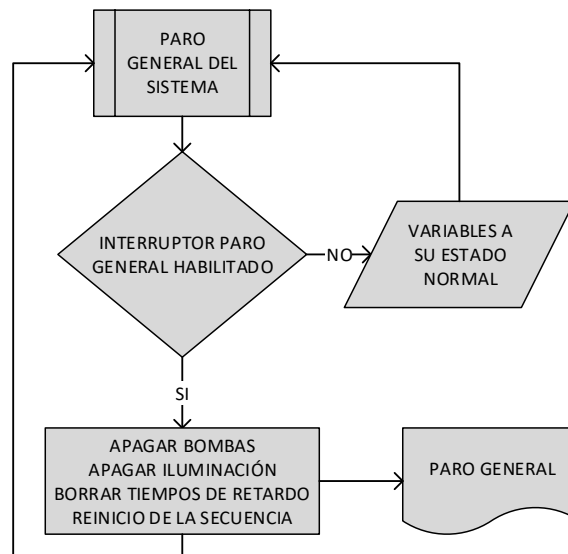 PARO
GENERAL DEL
SISTEMA
INTERRUPTOR PARO
GENERAL HABILITADO
NO
VARIABLES A
SU ESTADO
NORMAL
SI
APAGAR BOMBAS
APAGAR ILUMINACIÓN
BORRAR TIEMPOS DE RETARDO
REINICIO DE LA SECUENCIA
PARO GENERAL